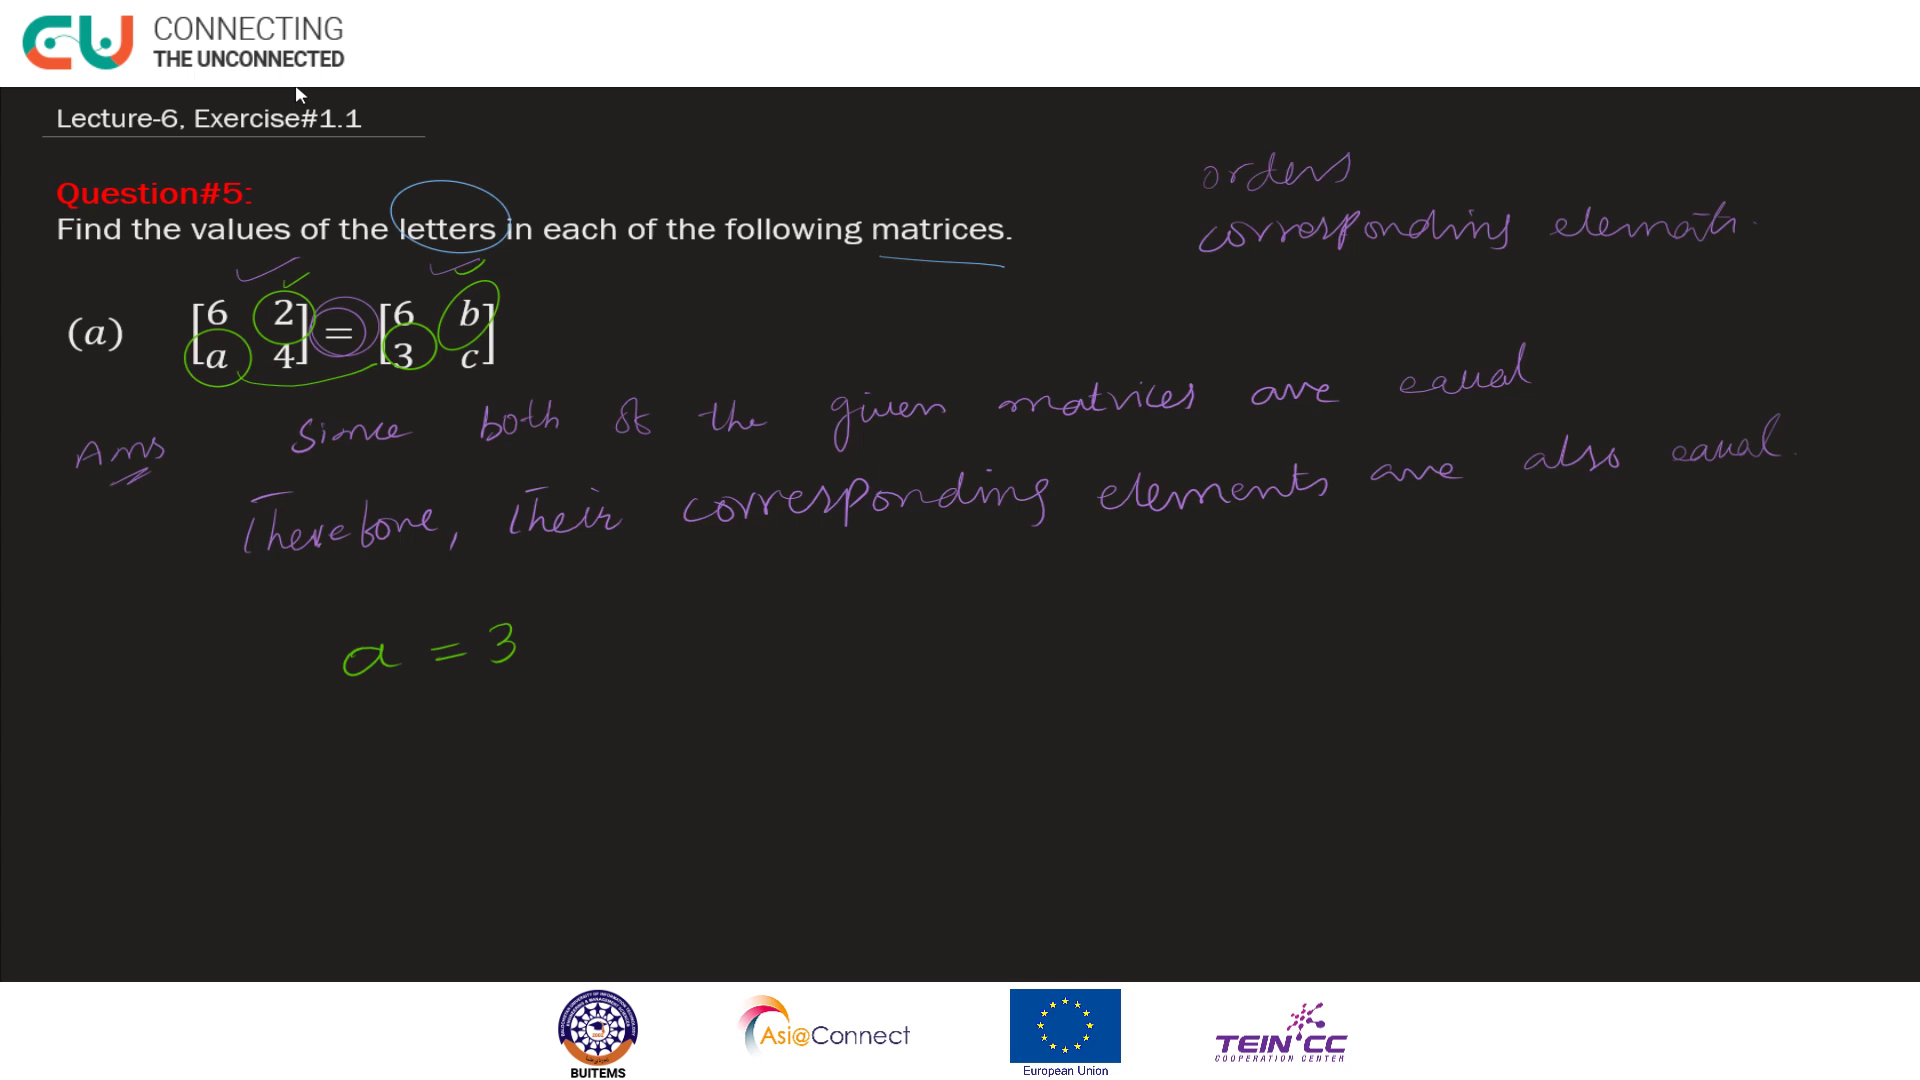 CONNECTING
THE UNCONNECTED
Lecture-6, Exercise#1.1
Question#5:
Find the values of the letters in each of the following matrices.
orders
corresponding elements.
(a) [6 2] = [6 b]
[a 4] [3 c]
Ans Since both of the given matrices are equal
Therefore, their corresponding elements are also equal.
a = 3
BUITEMS
Asi@Connect
European Union
TEIN*CC
COOPERATION CENTER